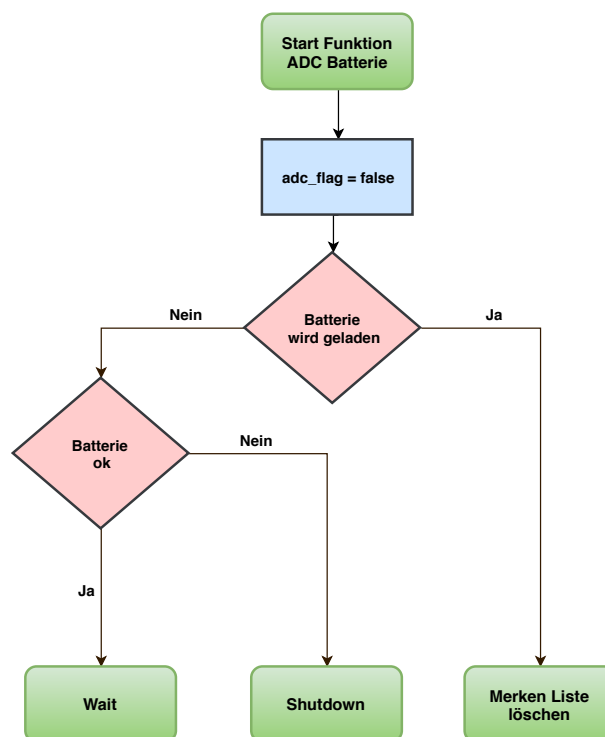 Start Funktion
ADC Batterie
adc_flag = false
Batterie
wird geladen
Nein
Ja
Batterie
ok
Nein
Ja
Wait
Shutdown
Merken Liste
löschen